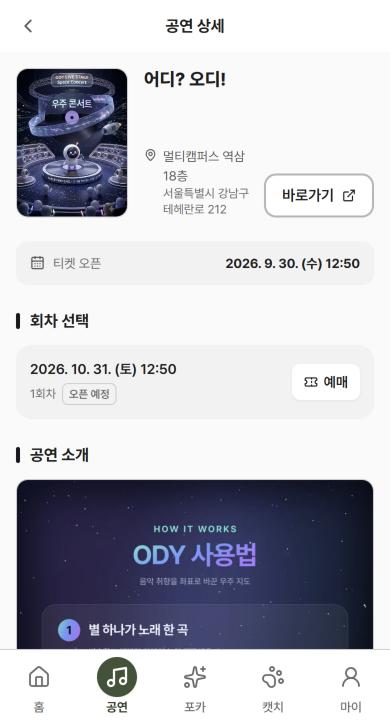 공연 상세
ODY LIVE STAGE
Space Concert
우주 콘서트
어디? 오디!
멀티캠퍼스 역삼
18층
서울특별시 강남구
테헤란로 212
바로가기
티켓 오픈
2026. 9. 30. (수) 12:50
회차 선택
2026. 10. 31. (토) 12:50
1회차
오픈 예정
예매
공연 소개
HOW IT WORKS
ODY 사용법
음악 취향을 좌표로 바꾼 우주 지도
1
별 하나가 노래 한 곡
홈
공연
포카
캣치
마이